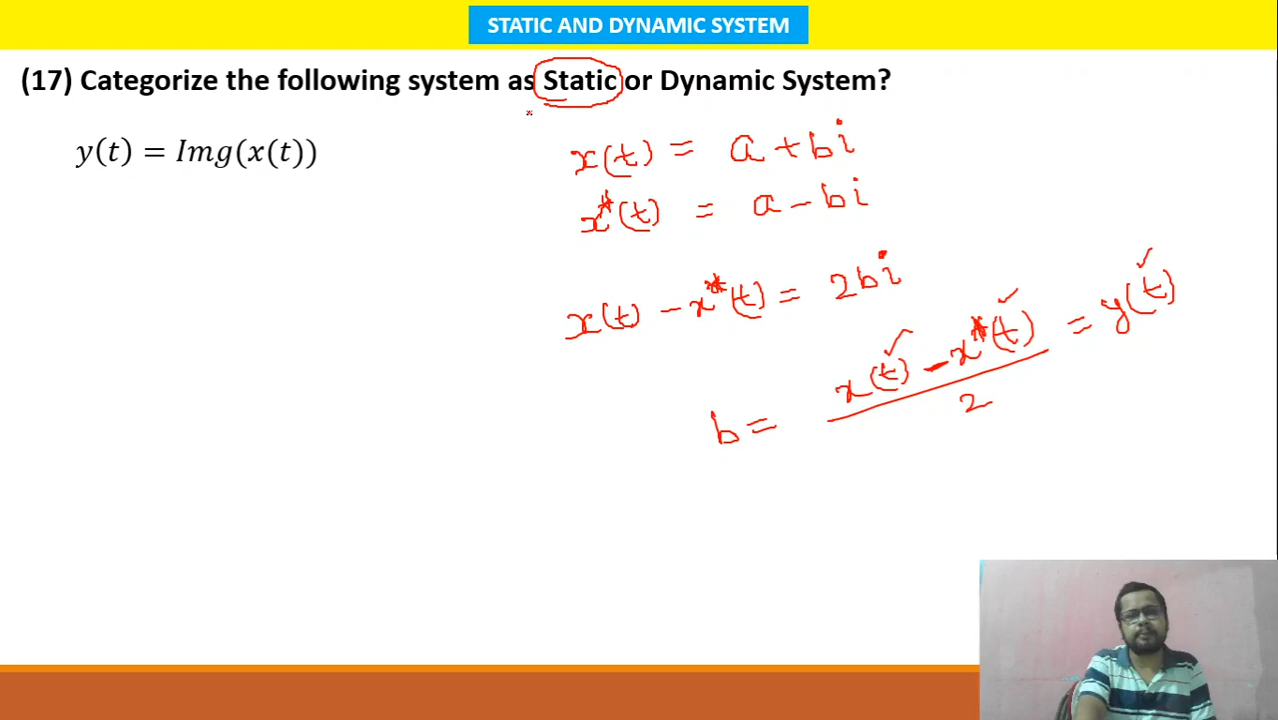 STATIC AND DYNAMIC SYSTEM
(17) Categorize the following system as Static or Dynamic System?
y(t) = Img(x(t))
x(t) = a + bi
x*(t) = a - bi
x(t) - x*(t) = 2bi
b = x(t) - x*(t) / 2 = y(t)